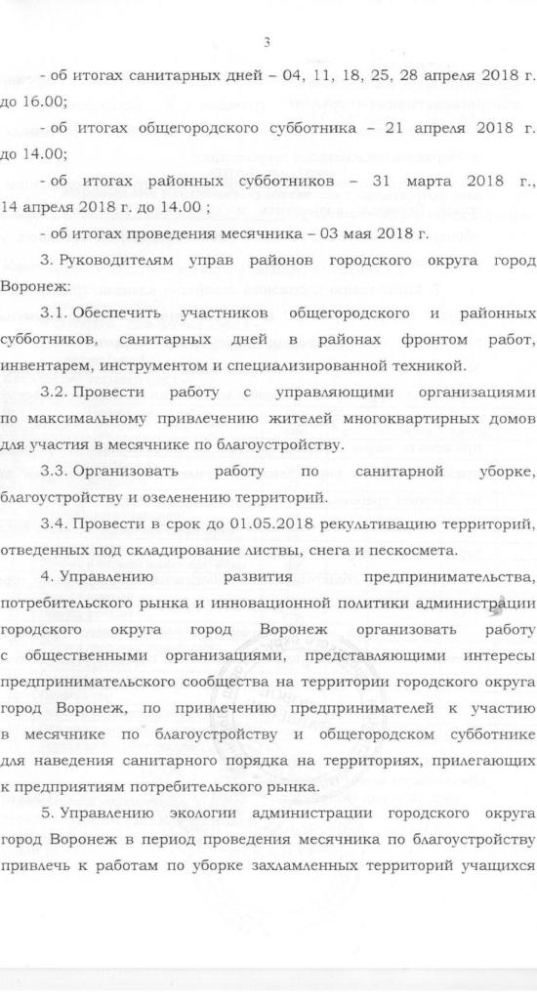 3
- об итогах санитарных дней – 04, 11, 18, 25, 28 апреля 2018 г.
до 16.00;
- об итогах общегородского субботника – 21 апреля 2018 г.
до 14.00;
- об итогах районных субботников – 31 марта 2018 г.,
14 апреля 2018 г. до 14.00 ;
- об итогах проведения месячника – 03 мая 2018 г.
3. Руководителям управ районов городского округа город
Воронеж:
3.1. Обеспечить участников общегородского и районных
субботников, санитарных дней в районах фронтом работ,
инвентарем, инструментом и специализированной техникой.
3.2. Провести работу с управляющими организациями
по максимальному привлечению жителей многоквартирных домов
для участия в месячнике по благоустройству.
3.3. Организовать работу по санитарной уборке,
благоустройству и озеленению территорий.
3.4. Провести в срок до 01.05.2018 рекультивацию территорий,
отведенных под складирование листвы, снега и пескосмета.
4. Управлению развития предпринимательства,
потребительского рынка и инновационной политики администрации
городского округа город Воронеж организовать работу
с общественными организациями, представляющими интересы
предпринимательского сообщества на территории городского округа
город Воронеж, по привлечению предпринимателей к участию
в месячнике по благоустройству и общегородском субботнике
для наведения санитарного порядка на территориях, прилегающих
к предприятиям потребительского рынка.
5. Управлению экологии администрации городского округа
город Воронеж в период проведения месячника по благоустройству
привлечь к работам по уборке захламленных территорий учащихся